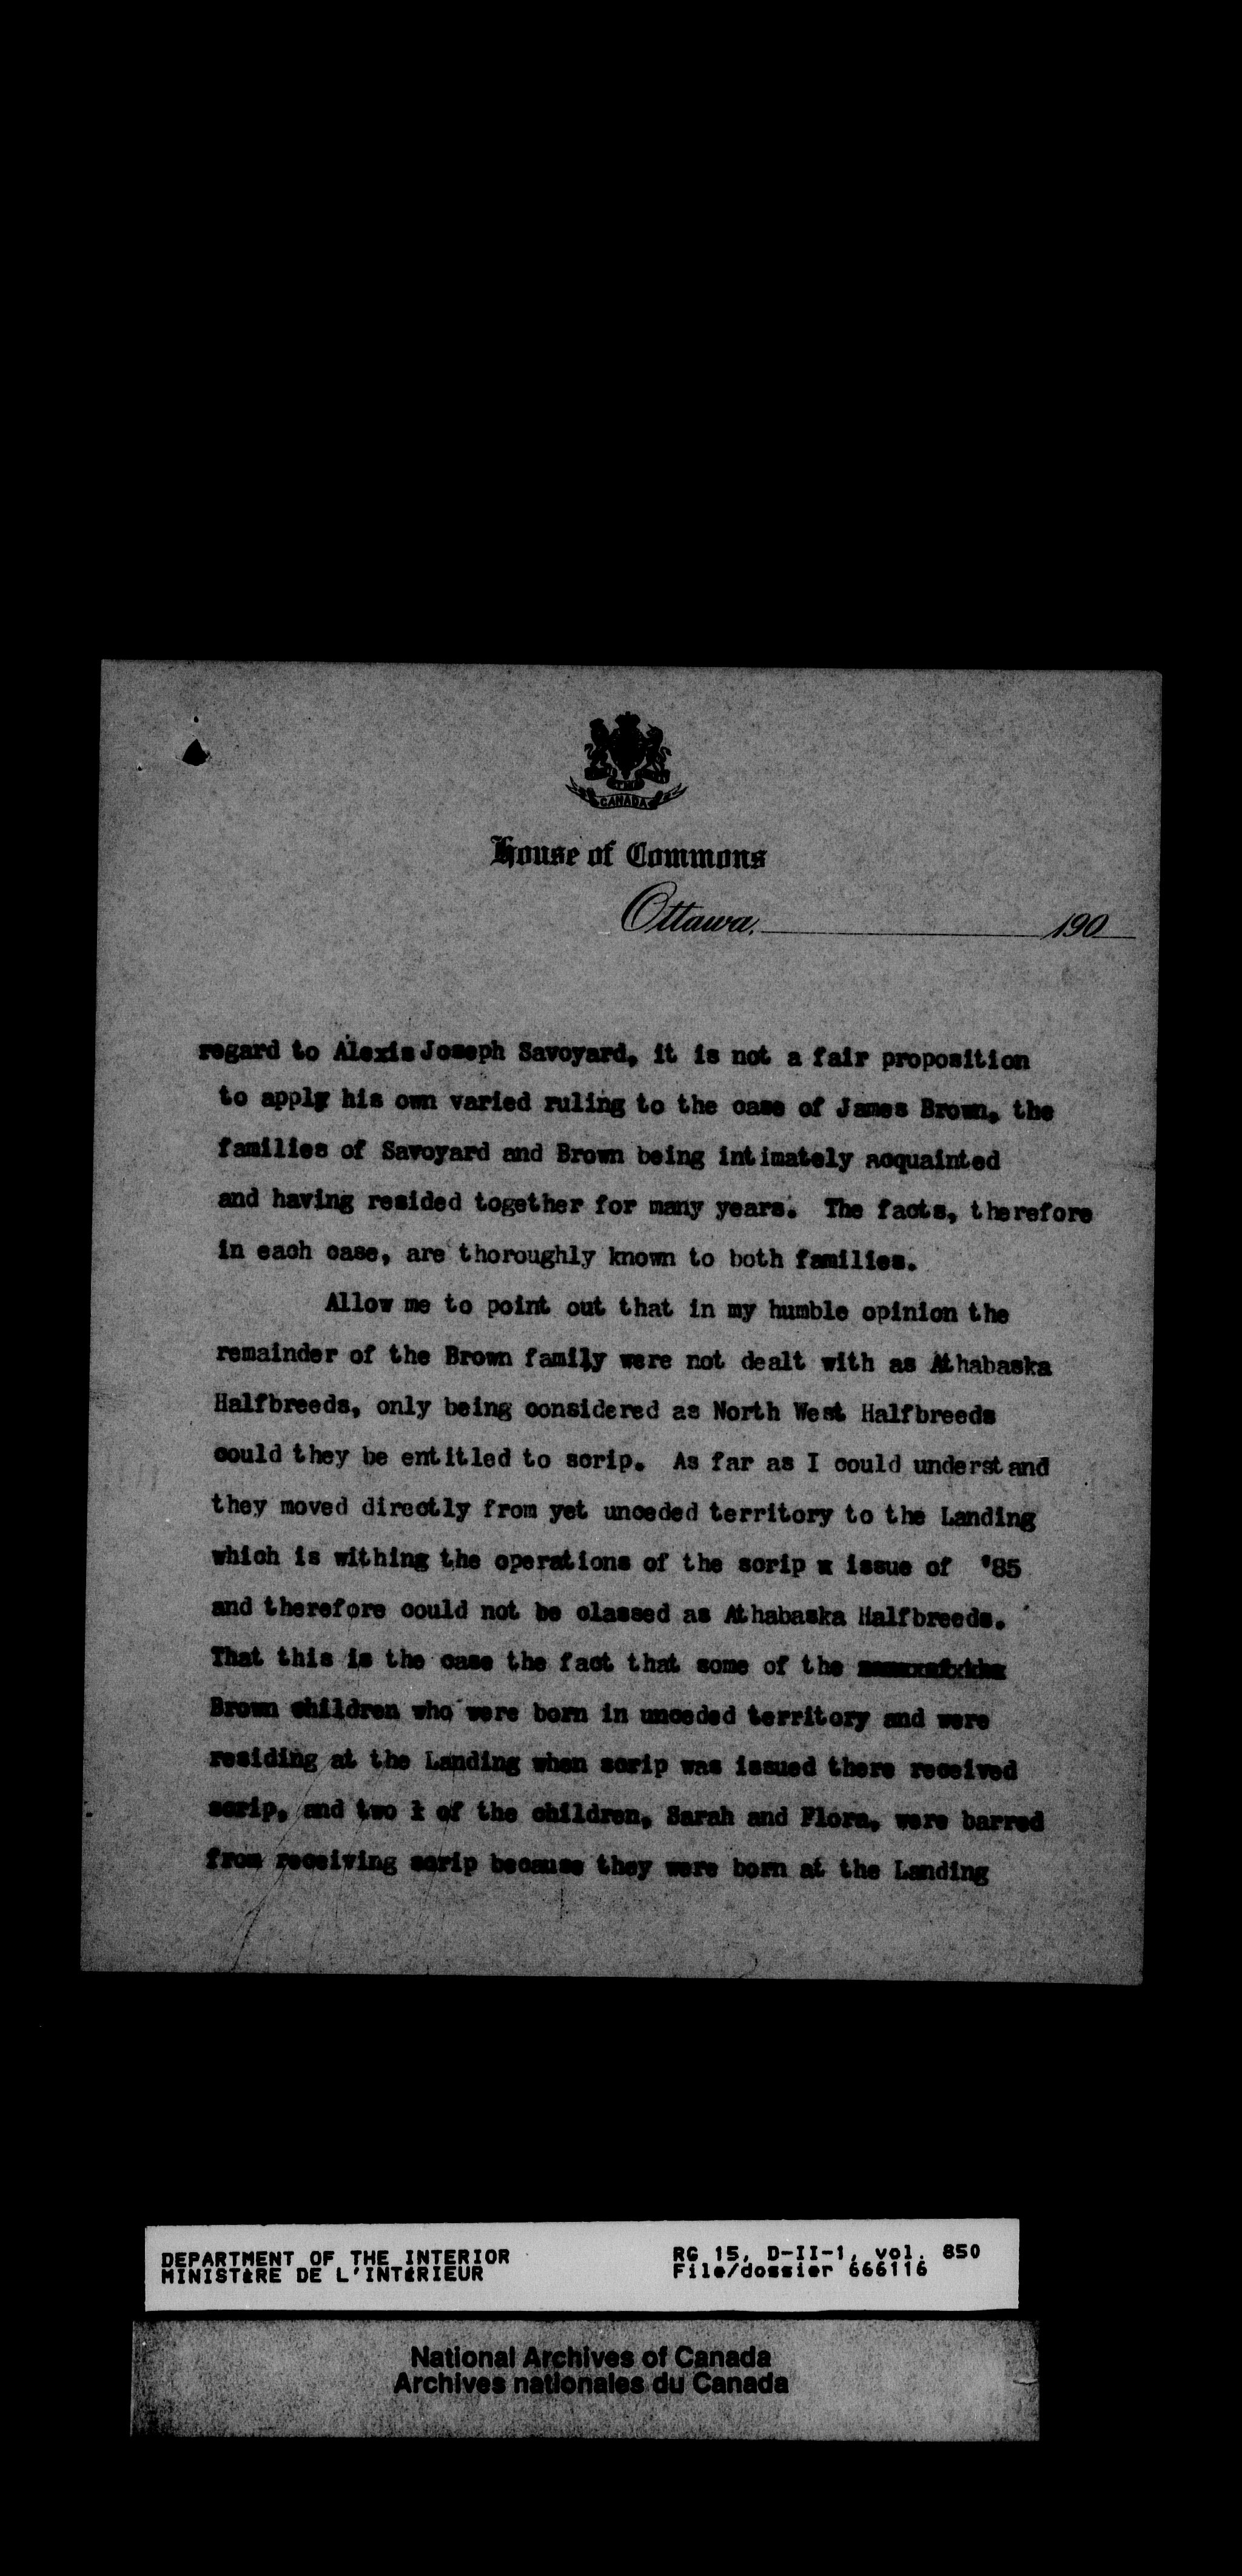 CANADA
House of Commons
Ottawa, 190
regard to Alexis Joseph Savoyard, it is not a fair proposition
to apply his own varied ruling to the case of James Brown, the
families of Savoyard and Brown being intimately acquainted
and having resided together for many years. The facts, therefore
in each case, are thoroughly known to both families.
Allow me to point out that in my humble opinion the
remainder of the Brown family were not dealt with as Athabaska
Halfbreeds, only being considered as North West Halfbreeds
could they be entitled to scrip. As far as I could understand
they moved directly from yet unceded territory to the Landing
which is withing the operations of the scrip x issue of '85
and therefore could not be classed as Athabaska Halfbreeds.
That this is the case the fact that some of the
Brown children who were born in unceded territory and were
residing at the Landing when scrip was issued there received
scrip, and two of the children, Sarah and Flora, were barred
from receiving scrip because they were born at the Landing
DEPARTMENT OF THE INTERIOR RG 15, D-II-1, vol. 850
MINISTÈRE DE L'INTÉRIEUR File/dossier 666116
National Archives of Canada
Archives nationales du Canada